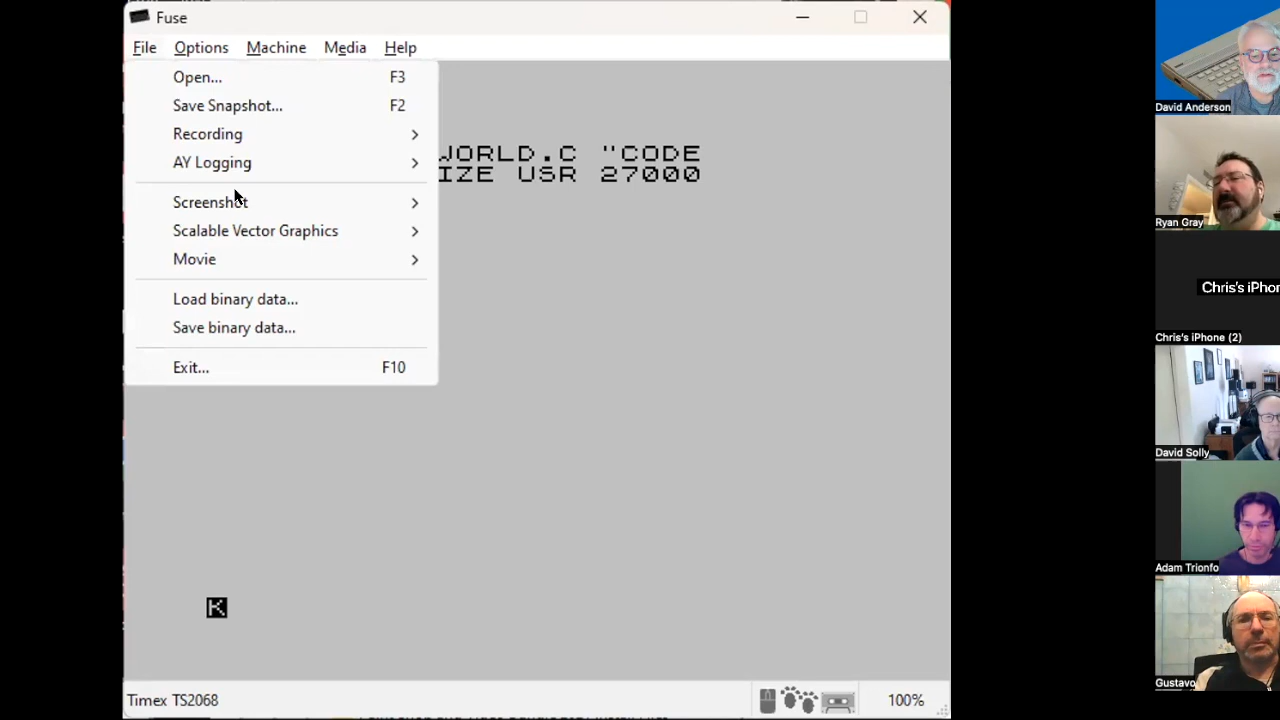 Fuse
File Options Machine Media Help
Open... F3
Save Snapshot... F2
Recording
AY Logging
Screenshot
Scalable Vector Graphics
Movie
Load binary data...
Save binary data...
Exit... F10
WORLD.C "CODE
IZE USR 27000
K
Timex TS2068
100%
David Anderson
Ryan Gray
Chris's iPhon
Chris's iPhone (2)
David Solly
Adam Trionfo
Gustavo